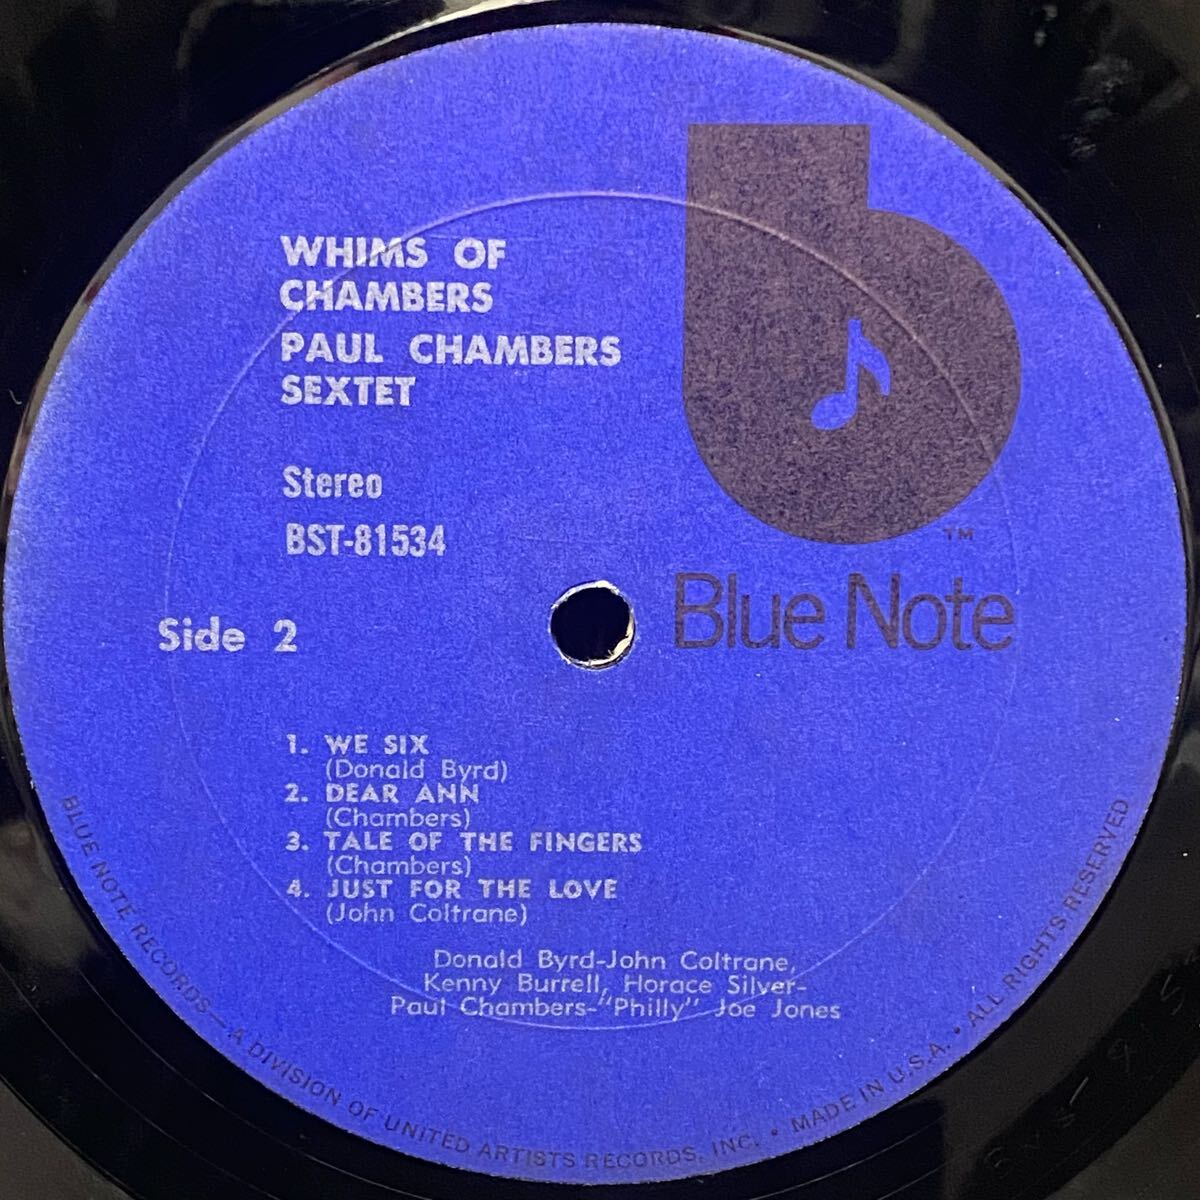 WHIMS OF
CHAMBERS
PAUL CHAMBERS
SEXTET
Stereo
BST-81534
Side 2
TM
Blue Note
1. WE SIX
(Donald Byrd)
2. DEAR ANN
(Chambers)
3. TALE OF THE FINGERS
(Chambers)
4. JUST FOR THE LOVE
(John Coltrane)
Donald Byrd-John Coltrane,
Kenny Burrell, Horace Silver-
Paul Chambers-"Philly" Joe Jones
BLUE NOTE RECORDS—A DIVISION OF UNITED ARTISTS RECORDS, INC. • MADE IN U.S.A. • ALL RIGHTS RESERVED